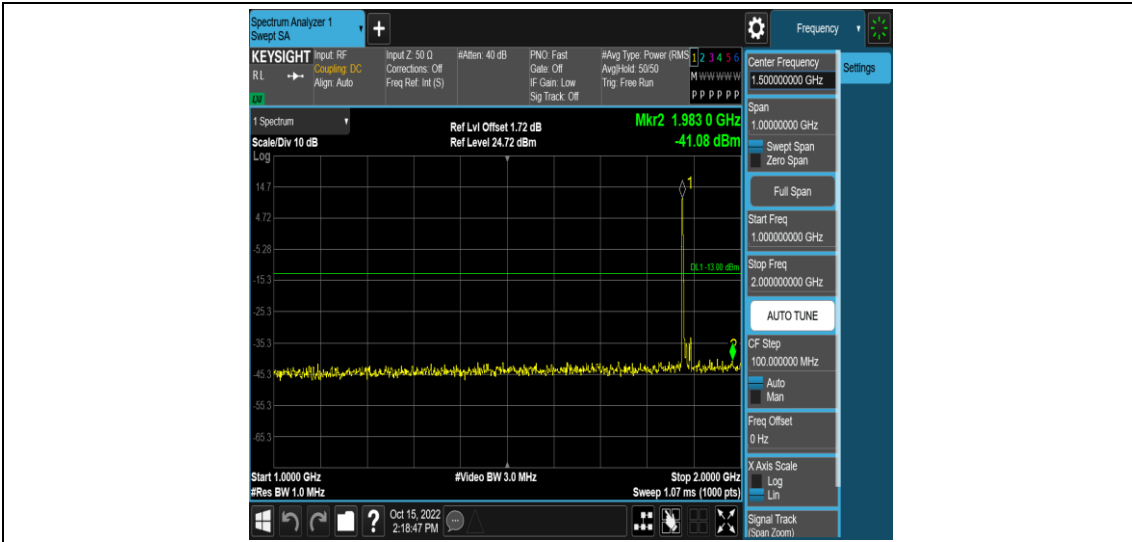 Spectrum Analyzer 1
Swept SA
+
Frequency
KEYSIGHT
RL
LNI
Input: RF
Coupling: DC
Align: Auto
Input Z: 50 Ω
Corrections: Off
Freq Ref: Int (S)
#Atten: 40 dB
PNO: Fast
Gate: Off
IF Gain: Low
Sig Track: Off
#Avg Type: Power (RMS
Avg|Hold: 50/50
Trig: Free Run
1 2 3 4 5 6
M W W W W W
P P P P P P
1 Spectrum
Scale/Div 10 dB
Log
Ref Lvl Offset 1.72 dB
Ref Level 24.72 dBm
Mkr2 1.983 0 GHz
-41.08 dBm
14.7
4.72
-5.28
-15.3
-25.3
-35.3
-45.3
-55.3
-65.3
1
DL1 -13.00 dBm
2
Start 1.0000 GHz
#Res BW 1.0 MHz
#Video BW 3.0 MHz
Stop 2.0000 GHz
Sweep 1.07 ms (1000 pts)
Center Frequency
1.500000000 GHz
Settings
Span
1.00000000 GHz
Swept Span
Zero Span
Full Span
Start Freq
1.000000000 GHz
Stop Freq
2.000000000 GHz
AUTO TUNE
CF Step
100.000000 MHz
Auto
Man
Freq Offset
0 Hz
X Axis Scale
Log
Lin
Signal Track
(Span Zoom)
?
Oct 15, 2022
2:18:47 PM